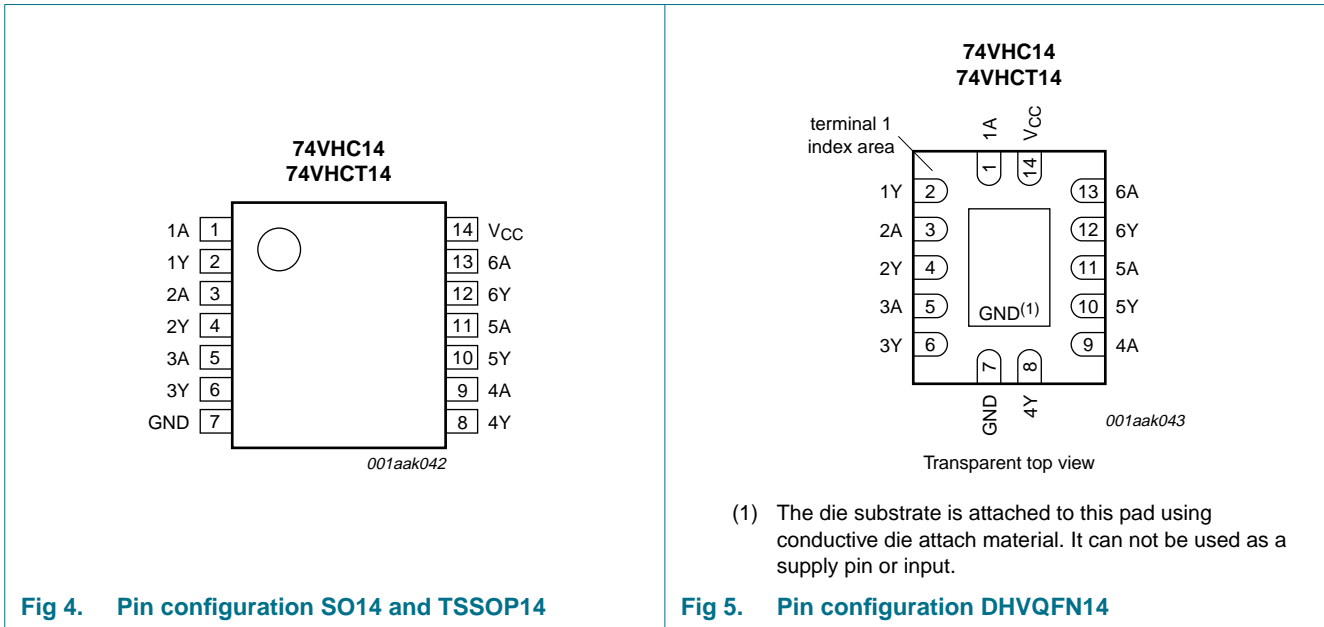 74VHC14
74VHCT14
1A 1 14 VCC
1Y 2 13 6A
2A 3 12 6Y
2Y 4 11 5A
3A 5 10 5Y
3Y 6 9 4A
GND 7 8 4Y
001aak042
Fig 4. Pin configuration SO14 and TSSOP14
74VHC14
74VHCT14
terminal 1
index area
1A VCC
1 14
1Y 2 13 6A
2A 3 12 6Y
2Y 4 11 5A
3A 5 10 5Y
GND(1)
3Y 6 9 4A
7 8
GND 4Y
001aak043
Transparent top view
(1) The die substrate is attached to this pad using
conductive die attach material. It can not be used as a
supply pin or input.
Fig 5. Pin configuration DHVQFN14